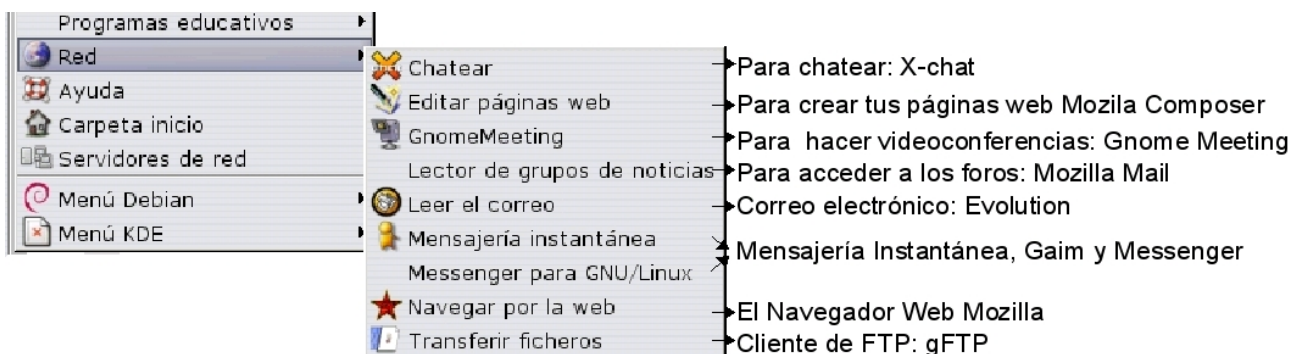 Programas educativos
Red
Ayuda
Carpeta inicio
Servidores de red
Menú Debian
Menú KDE
Chatear
Editar páginas web
GnomeMeeting
Lector de grupos de noticias
Leer el correo
Mensajería instantánea
Messenger para GNU/Linux
Navegar por la web
Transferir ficheros
Para chatear: X-chat
Para crear tus páginas web Mozila Composer
Para hacer videoconferencias: Gnome Meeting
Para acceder a los foros: Mozilla Mail
Correo electrónico: Evolution
Mensajería Instantánea, Gaim y Messenger
El Navegador Web Mozilla
Cliente de FTP: gFTP